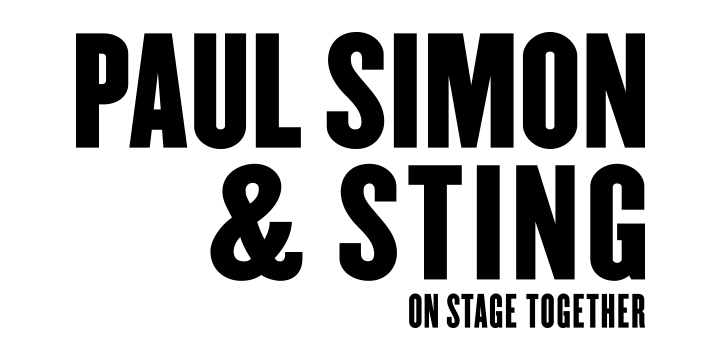 PAUL SIMON
& STING
ON STAGE TOGETHER